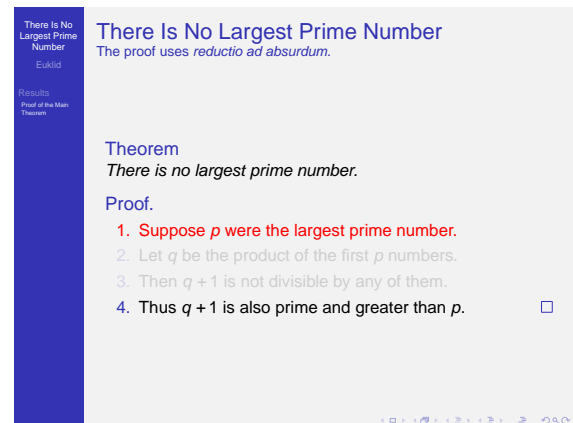 There Is No
Largest Prime
Number
Euklid
Results
Proof of the Main
Theorem
There Is No Largest Prime Number
The proof uses reductio ad absurdum.
Theorem
There is no largest prime number.
Proof.
1. Suppose p were the largest prime number.
2. Let q be the product of the first p numbers.
3. Then q + 1 is not divisible by any of them.
4. Thus q + 1 is also prime and greater than p. □